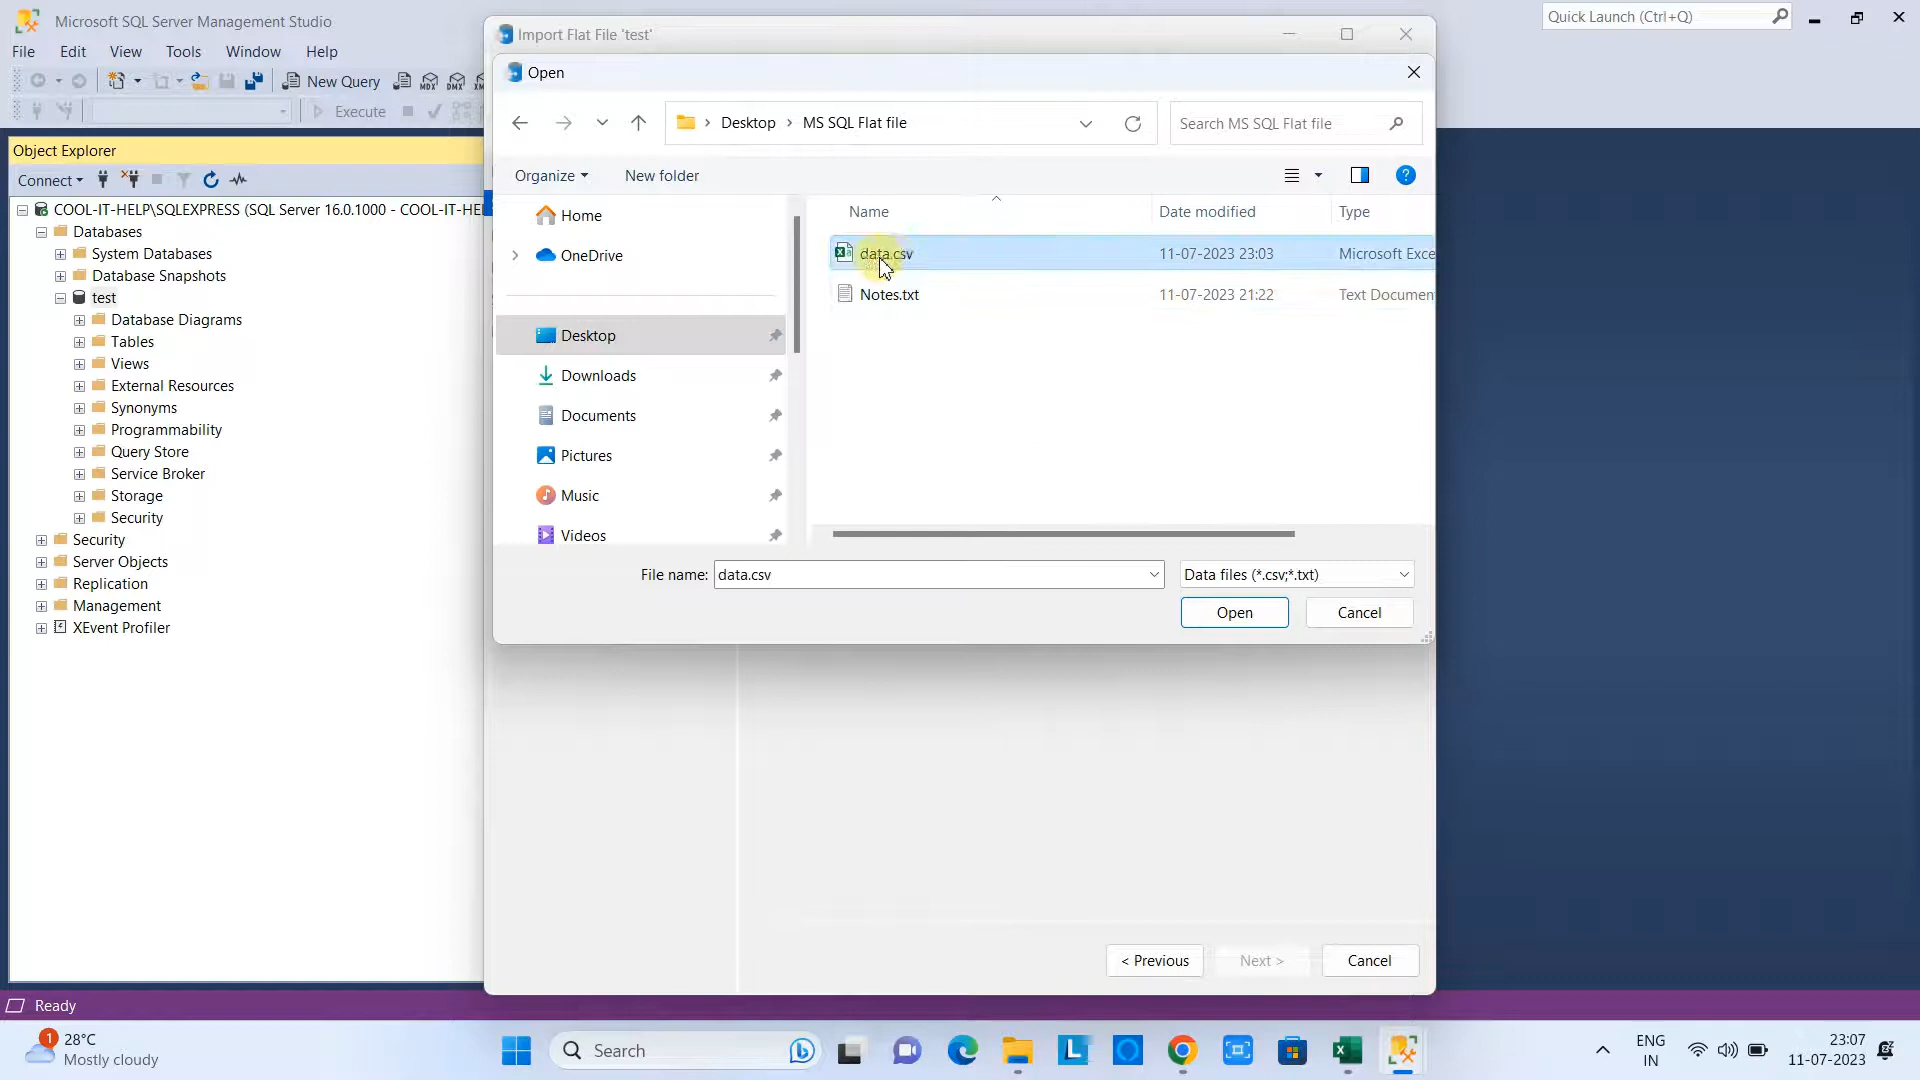 Microsoft SQL Server Management Studio
Quick Launch (Ctrl+Q)
File Edit View Tools Window Help
New Query
MDX DMX
Execute
Object Explorer
Connect
COOL-IT-HELP\SQLEXPRESS (SQL Server 16.0.1000 - COOL-IT-HE
Databases
System Databases
Database Snapshots
test
Database Diagrams
Tables
Views
External Resources
Synonyms
Programmability
Query Store
Service Broker
Storage
Security
Security
Server Objects
Replication
Management
XEvent Profiler
Import Flat File 'test'
Open
Desktop > MS SQL Flat file
Search MS SQL Flat file
Organize New folder
Home
OneDrive
Desktop
Downloads
Documents
Pictures
Music
Videos
Name Date modified Type
data.csv 11-07-2023 23:03 Microsoft Exce
Notes.txt 11-07-2023 21:22 Text Documen
File name: data.csv Data files (*.csv;*.txt)
Open Cancel
< Previous Next > Cancel
Ready
1
28°C
Mostly cloudy
Search
ENG
IN
23:07
11-07-2023